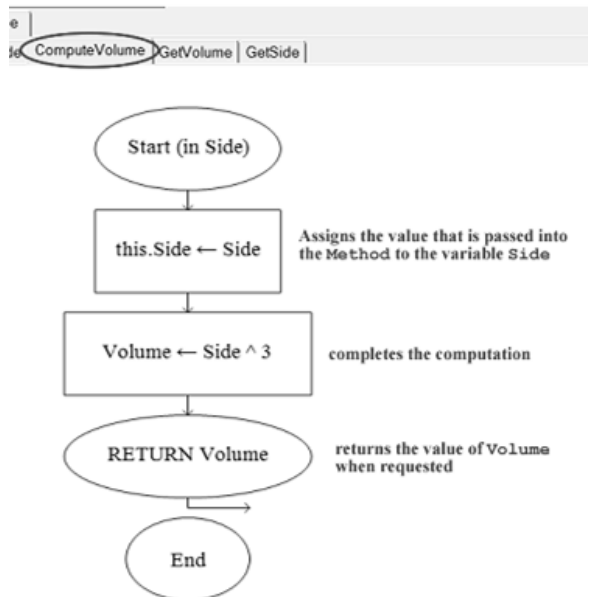 e
de ComputeVolume GetVolume GetSide
Start (in Side)
this.Side ← Side
Assigns the value that is passed into
the Method to the variable Side
Volume ← Side ^ 3
completes the computation
RETURN Volume
returns the value of Volume
when requested
End